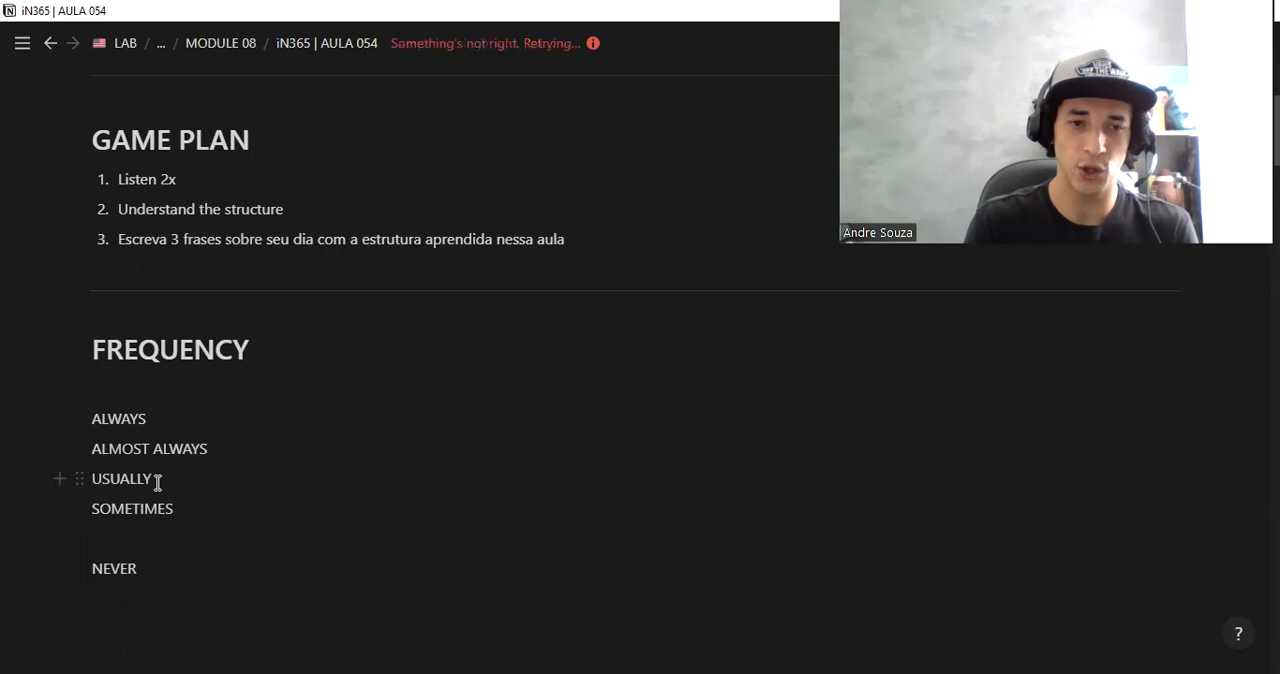 iN365 | AULA 054
LAB / ... / MODULE 08 / iN365 | AULA 054 Something's not right. Retrying...
GAME PLAN
1. Listen 2x
2. Understand the structure
3. Escreva 3 frases sobre seu dia com a estrutura aprendida nessa aula
Andre Souza
FREQUENCY
ALWAYS
ALMOST ALWAYS
USUALLY
SOMETIMES
NEVER
?